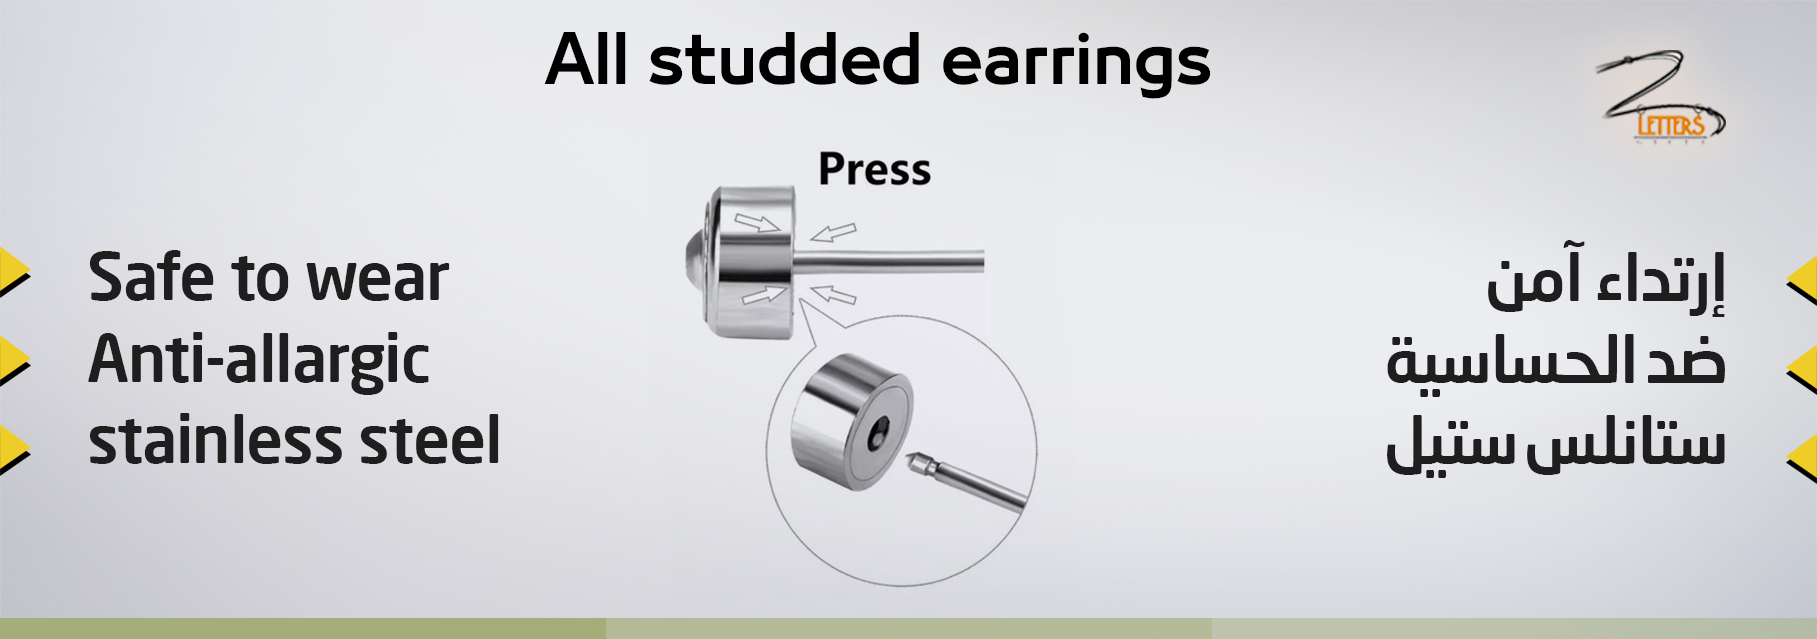 All studded earrings
LETTERS
Press
Safe to wear
Anti-allargic
stainless steel
إرتداء آمن
ضد الحساسية
ستانلس ستيل